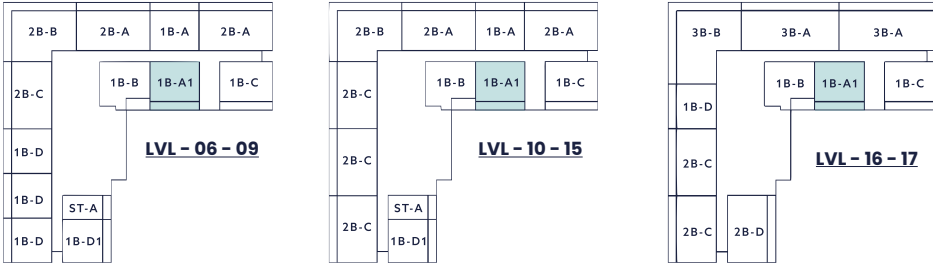 2B-B 2B-A 1B-A 2B-A
1B-B 1B-A1 1B-C
2B-C
1B-D
1B-D
ST-A
1B-D 1B-D1
LVL - 06 - 09
2B-B 2B-A 1B-A 2B-A
1B-B 1B-A1 1B-C
2B-C
2B-C
ST-A
2B-C 1B-D1
LVL - 10 - 15
3B-B 3B-A 3B-A
1B-B 1B-A1 1B-C
1B-D
2B-C
2B-C 2B-D
LVL - 16 - 17